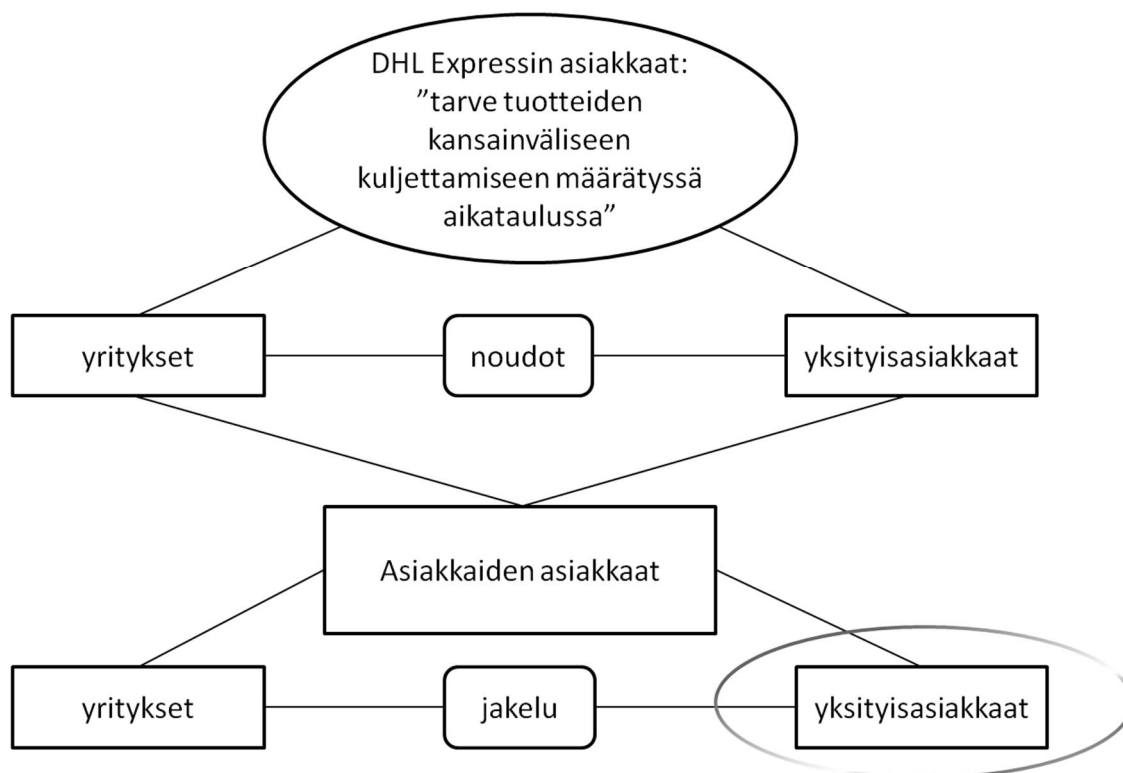 DHL Expressin asiakkaat:
”tarve tuotteiden
kansainväliseen
kuljettamiseen määrätyssä
aikataulussa”
yritykset
noudot
yksityisasiakkaat
Asiakkaiden asiakkaat
yritykset
jakelu
yksityisasiakkaat